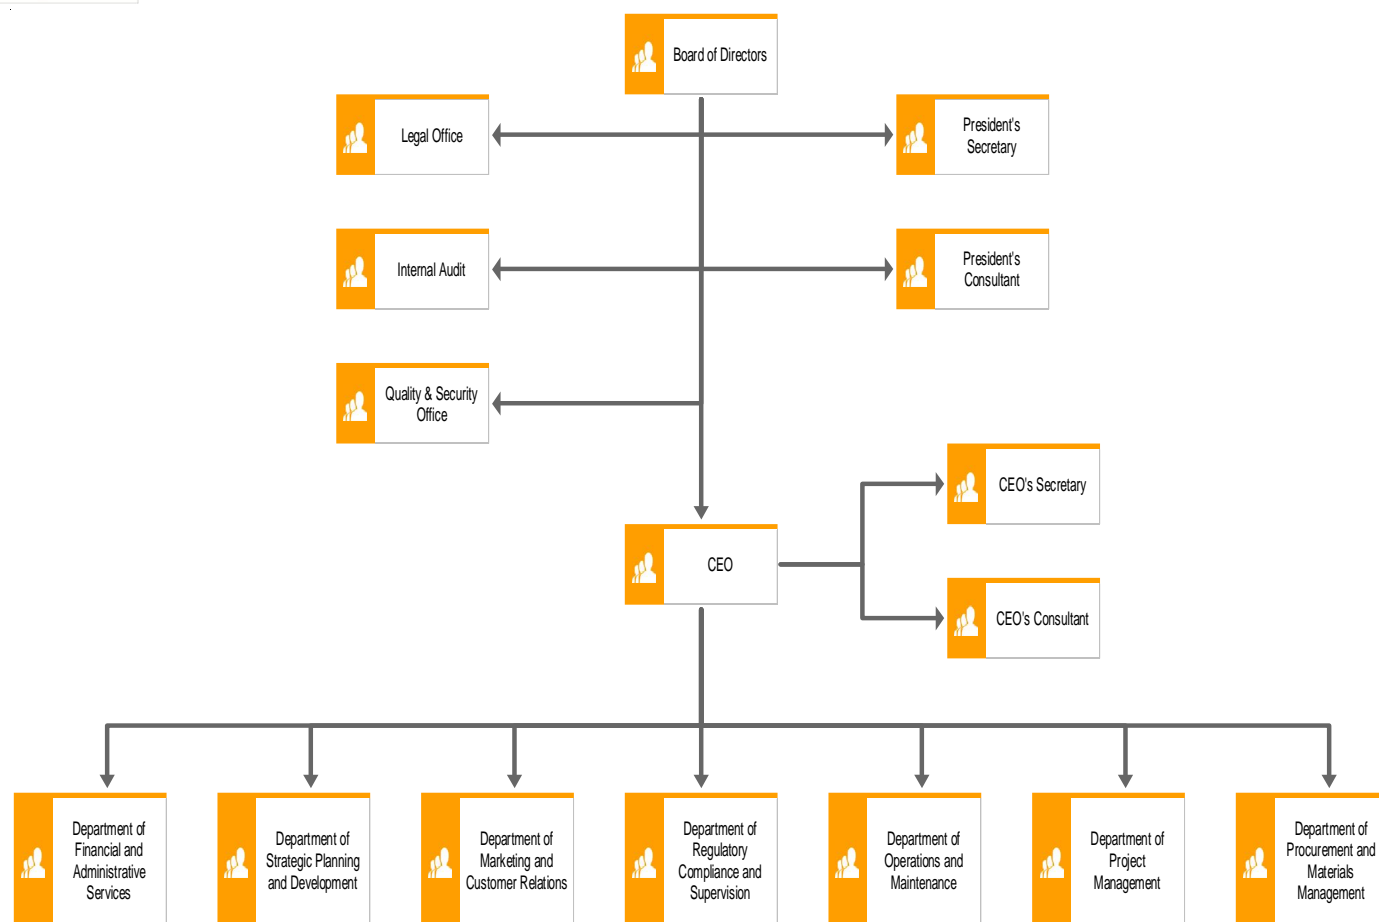 Board of Directors
Legal Office
President's
Secretary
Internal Audit
President's
Consultant
Quality & Security
Office
CEO's Secretary
CEO
CEO's Consultant
Department of
Financial and
Administrative
Services
Department of
Strategic Planning
and Development
Department of
Marketing and
Customer Relations
Department of
Regulatory
Compliance and
Supervision
Department of
Operations and
Maintenance
Department of
Project
Management
Department of
Procurement and
Materials
Management